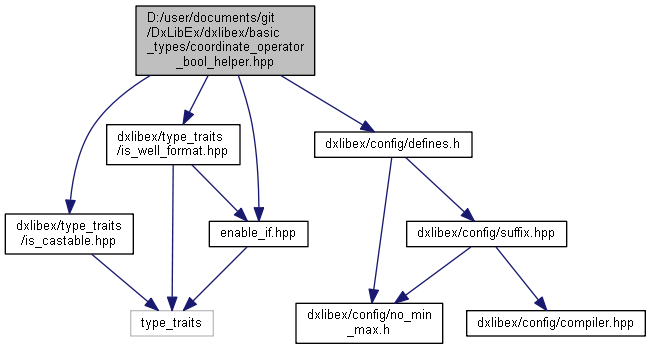 D:/user/documents/git
/DxLibEx/dxlibex/basic
_types/coordinate_operator
_bool_helper.hpp
dxlibex/type_traits
/is_well_format.hpp
dxlibex/config/defines.h
dxlibex/type_traits
/is_castable.hpp
enable_if.hpp
dxlibex/config/suffix.hpp
type_traits
dxlibex/config/no_min
_max.h
dxlibex/config/compiler.hpp